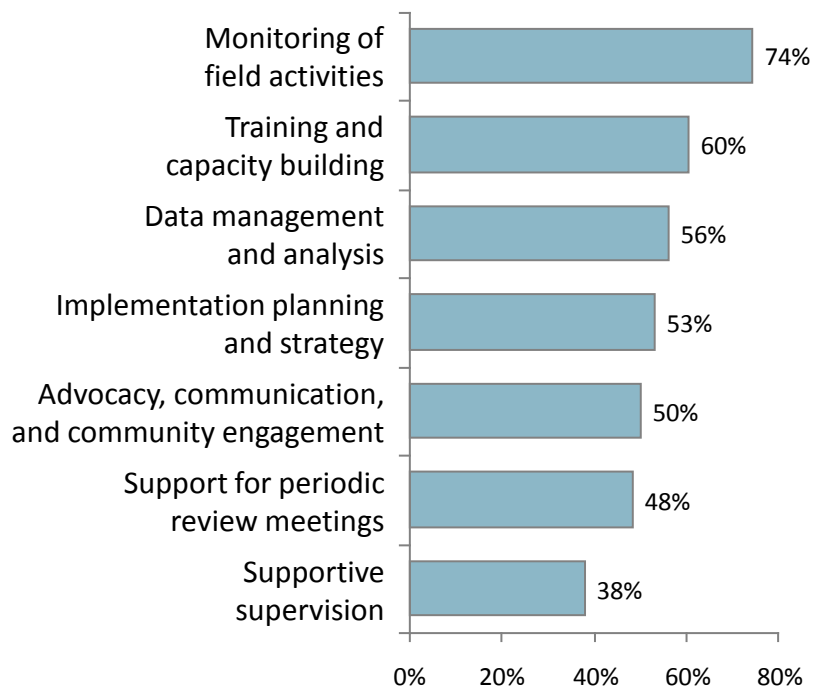 Monitoring of
field activities
74%
Training and
capacity building
60%
Data management
and analysis
56%
Implementation planning
and strategy
53%
Advocacy, communication,
and community engagement
50%
Support for periodic
review meetings
48%
Supportive
supervision
38%
0% 20% 40% 60% 80%